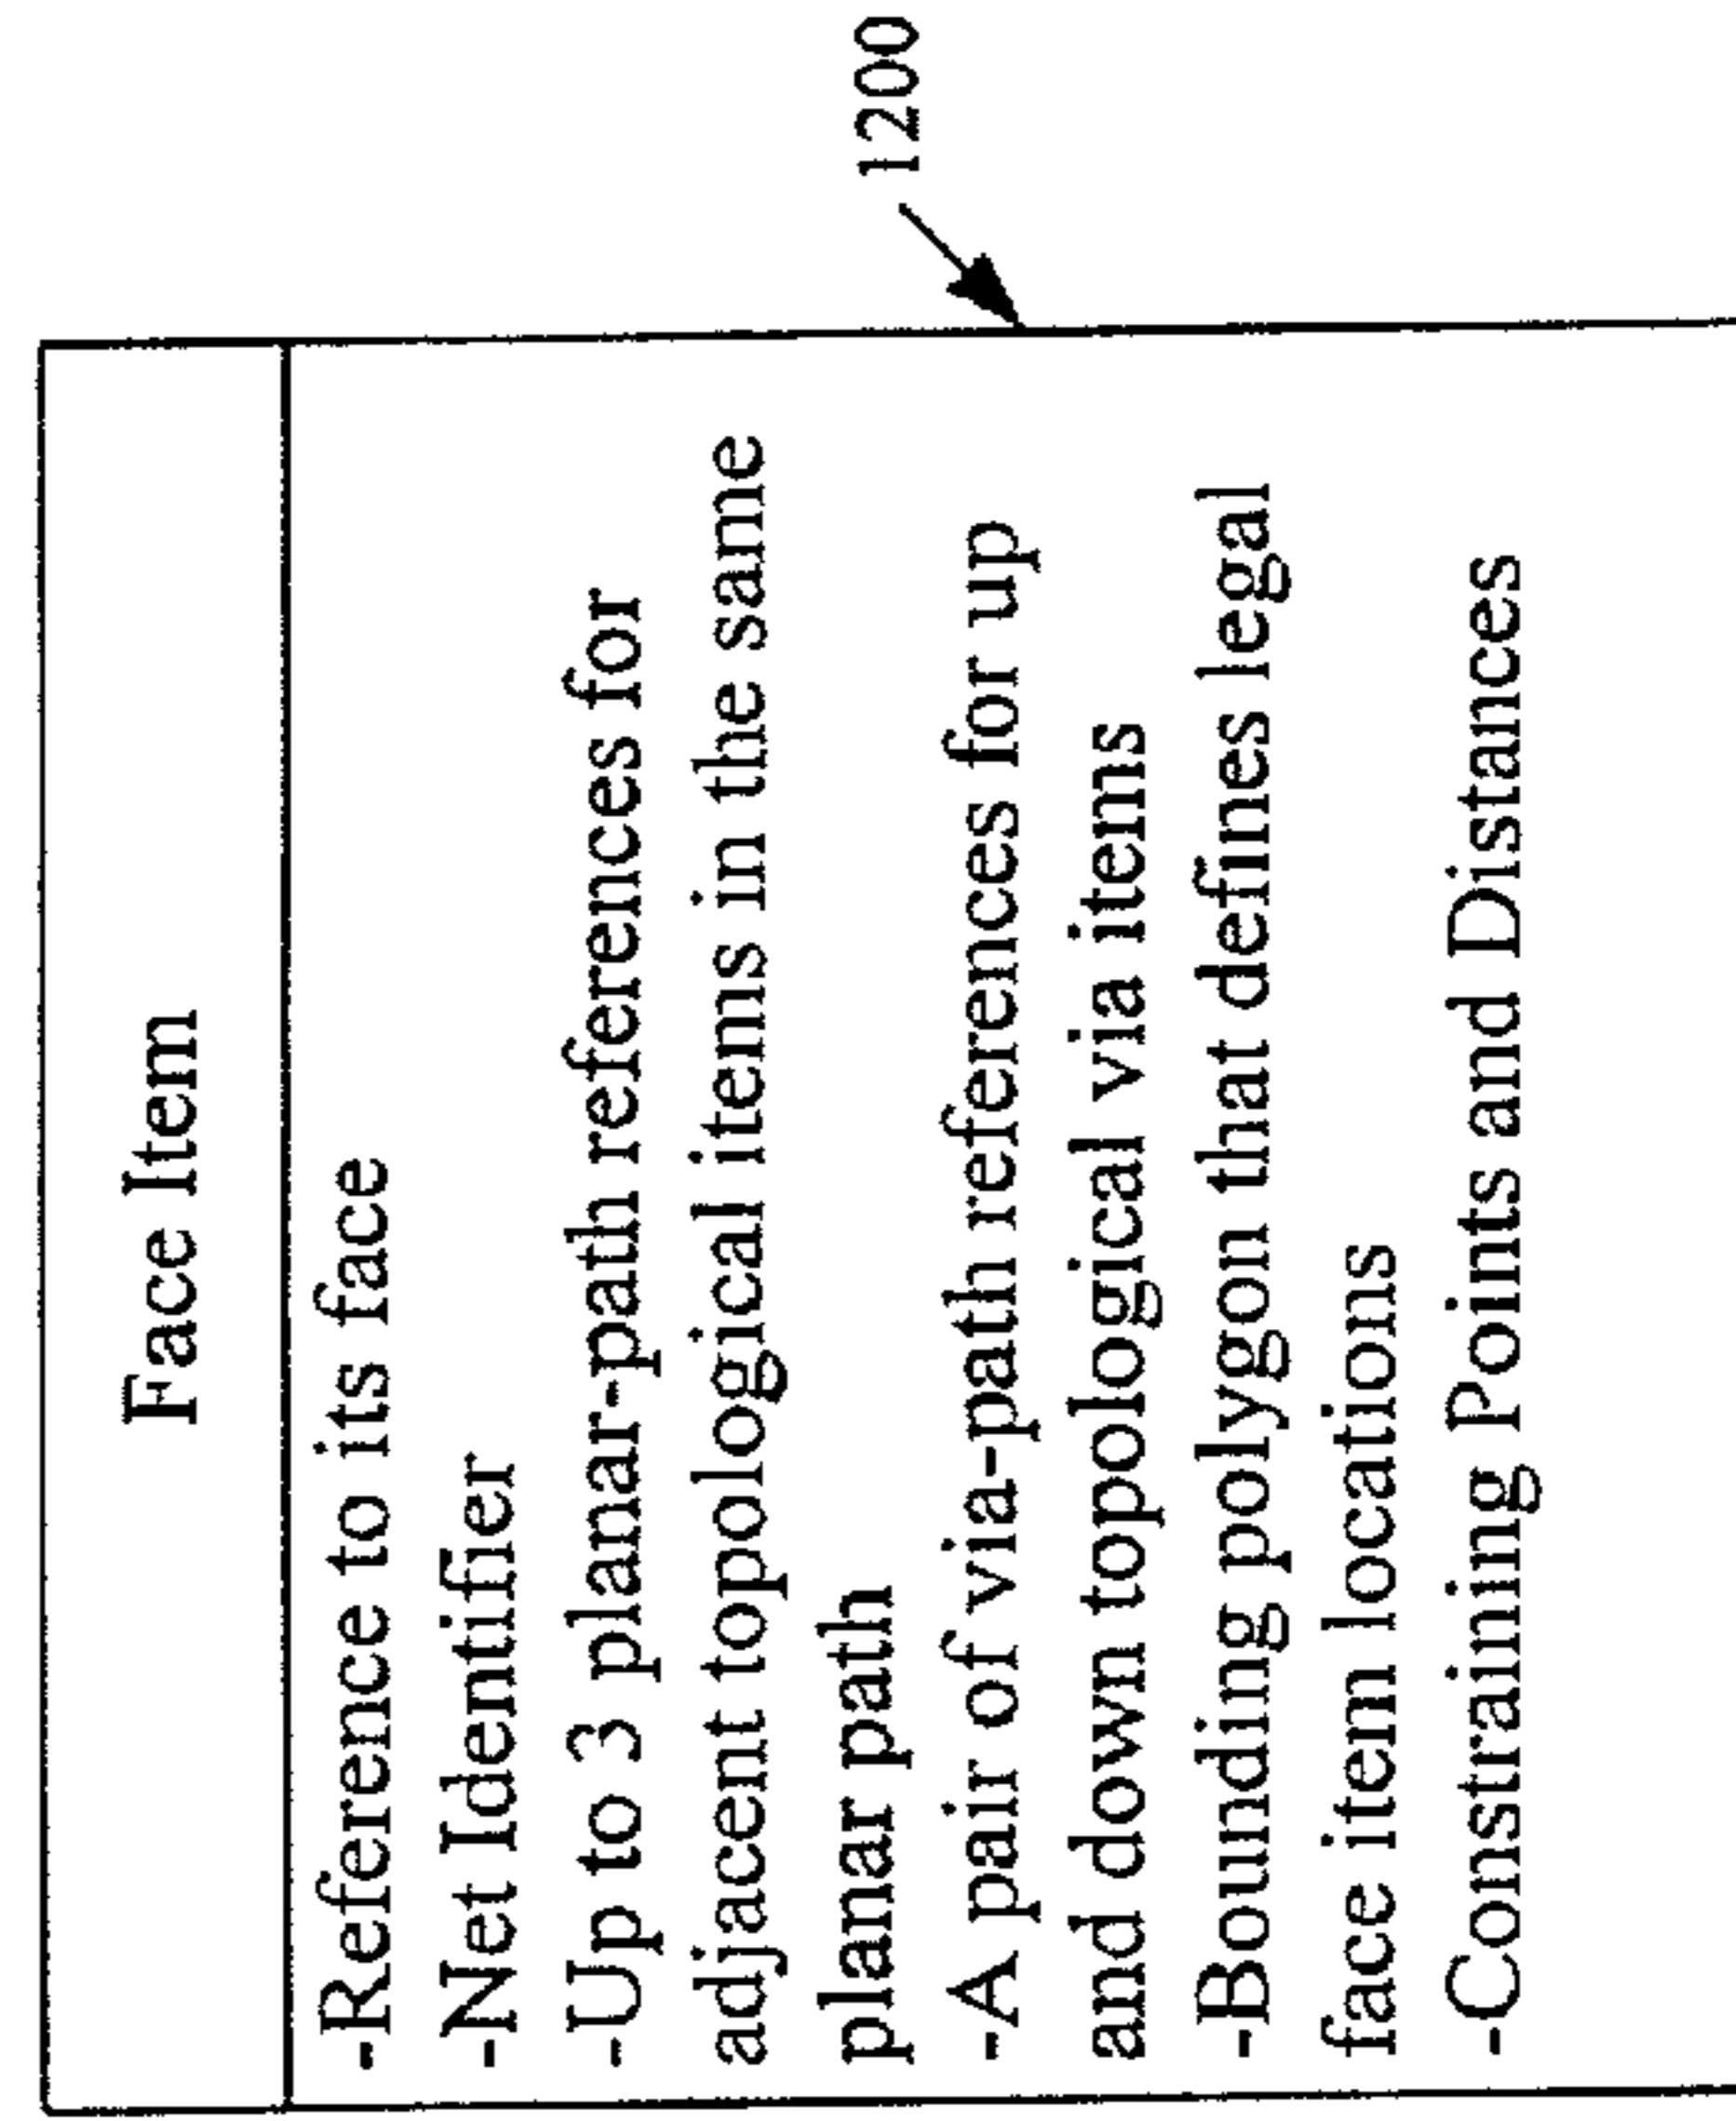 Face Item
-Reference to its face
-Net Identifier
-Up to 3 planar-path references for
adjacent topological items in the same
planar path
-A pair of via-path references for up
and down topological via items
-Bounding polygon that defines legal
face item locations
-Constraining Points and Distances
1200